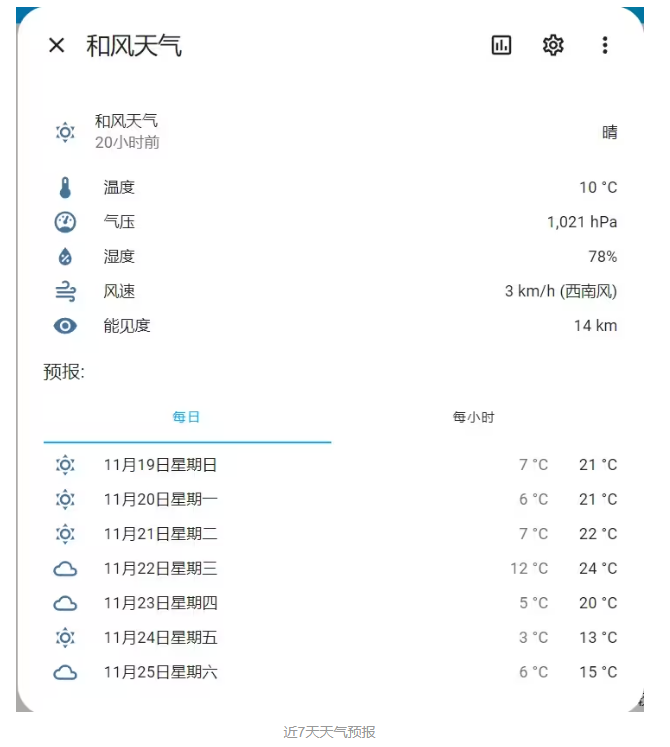 和风天气
和风天气
20小时前
晴
温度 10 °C
气压 1,021 hPa
湿度 78%
风速 3 km/h (西南风)
能见度 14 km
预报:
每日 每小时
11月19日星期日 7 °C 21 °C
11月20日星期一 6 °C 21 °C
11月21日星期二 7 °C 22 °C
11月22日星期三 12 °C 24 °C
11月23日星期四 5 °C 20 °C
11月24日星期五 3 °C 13 °C
11月25日星期六 6 °C 15 °C
近7天天气预报